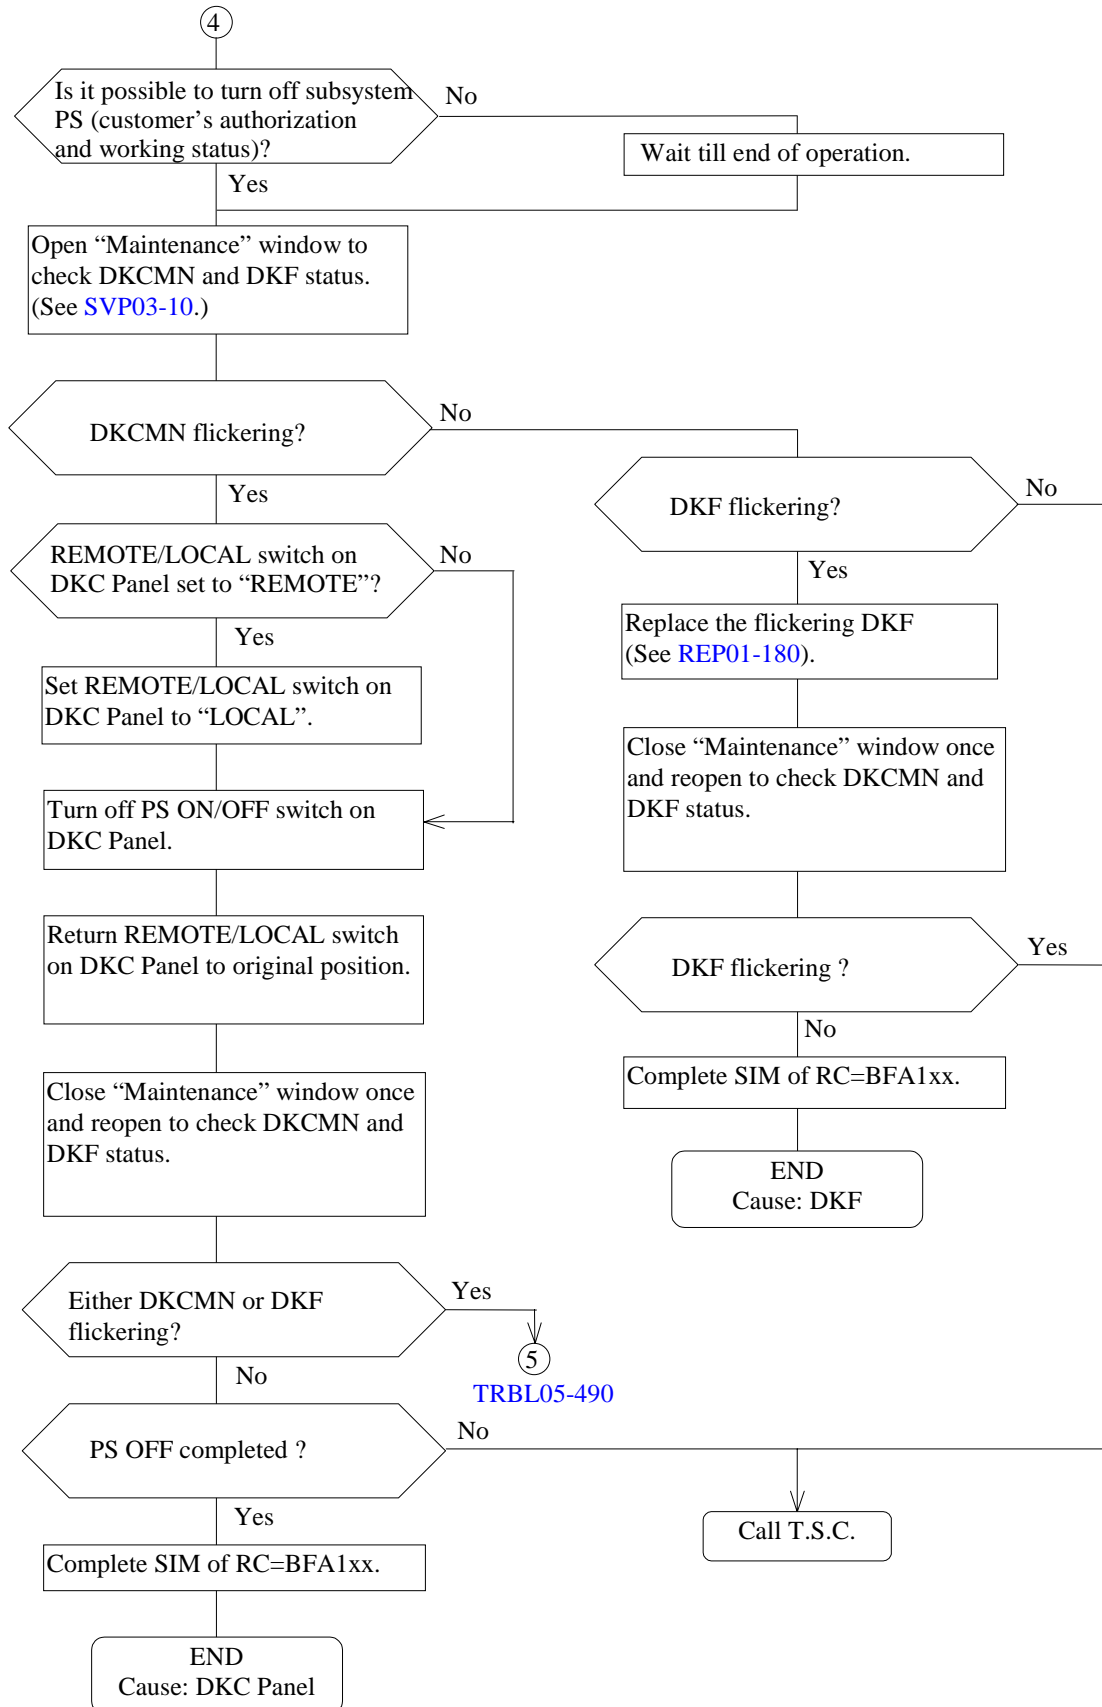 4
Is it possible to turn off subsystem
PS (customer’s authorization
and working status)?
No
Wait till end of operation.
Yes
Open “Maintenance” window to
check DKCMN and DKF status.
(See SVP03-10.)
DKCMN flickering?
No
Yes
REMOTE/LOCAL switch on
DKC Panel set to “REMOTE”?
No
Yes
Set REMOTE/LOCAL switch on
DKC Panel to “LOCAL”.
Turn off PS ON/OFF switch on
DKC Panel.
Return REMOTE/LOCAL switch
on DKC Panel to original position.
Close “Maintenance” window once
and reopen to check DKCMN and
DKF status.
Either DKCMN or DKF
flickering?
Yes
5
TRBL05-490
No
PS OFF completed ?
No
Yes
Complete SIM of RC=BFA1xx.
END
Cause: DKC Panel
DKF flickering?
No
Yes
Replace the flickering DKF
(See REP01-180).
Close “Maintenance” window once
and reopen to check DKCMN and
DKF status.
DKF flickering ?
Yes
No
Complete SIM of RC=BFA1xx.
END
Cause: DKF
Call T.S.C.